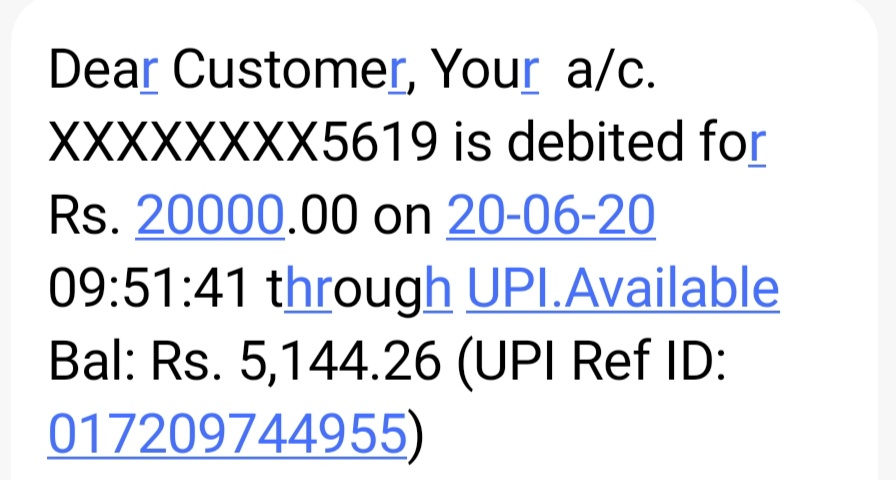 Dear Customer, Your  a/c.
XXXXXXXX5619 is debited for
Rs. 20000.00 on 20-06-20
09:51:41 through UPI.Available
Bal: Rs. 5,144.26 (UPI Ref ID:
017209744955)